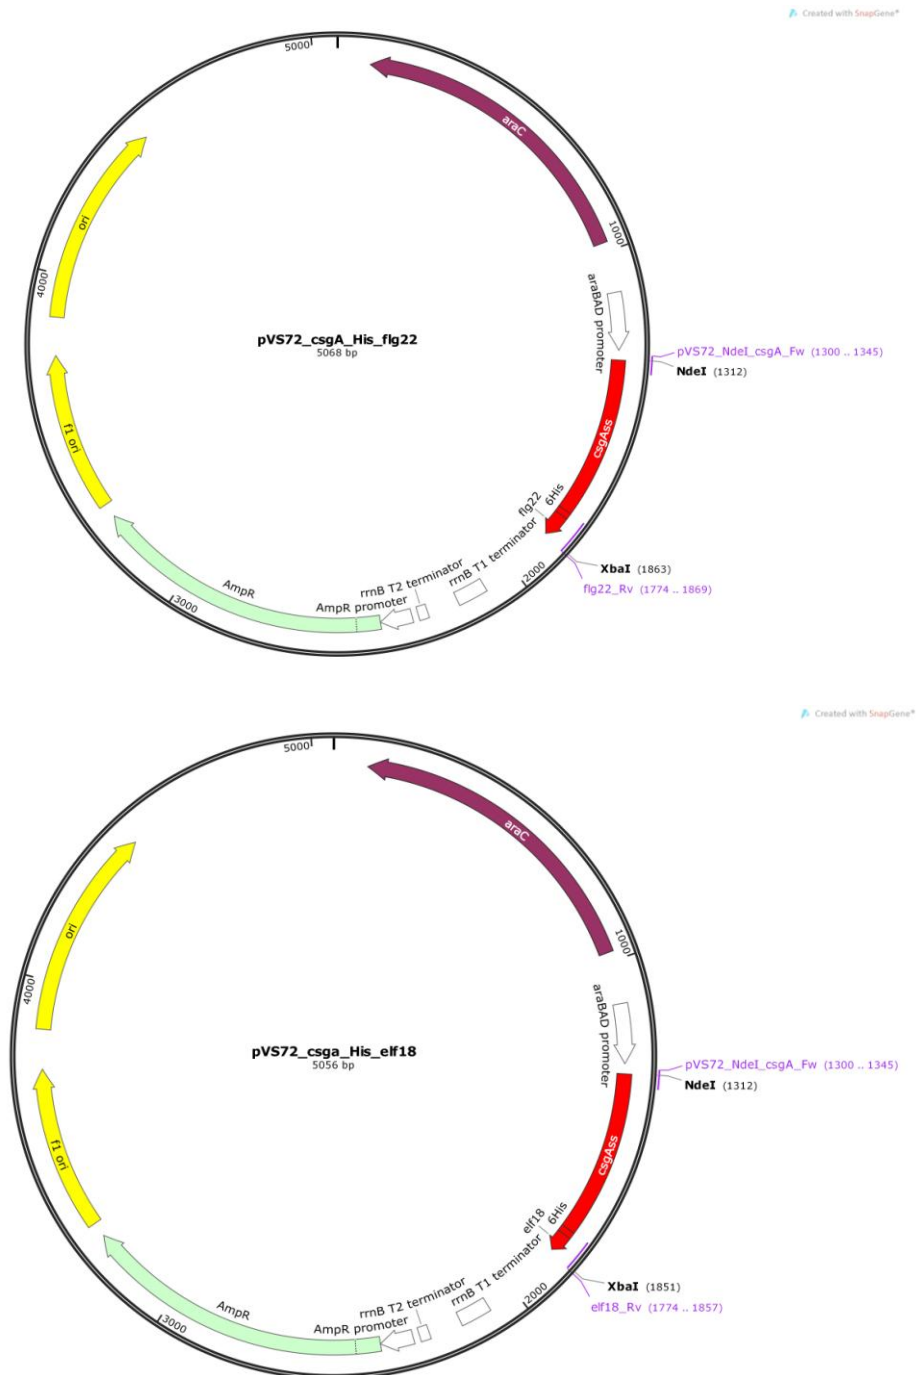 Created with SnapGene®
5000
araC
1000
ori
araBAD promoter
4000
pVS72_csgA_His_flg22
5068 bp
pVS72_NdeI_csgA_Fw (1300 .. 1345)
NdeI (1312)
csgAss
f1 ori
6His
flg22
rrnB T1 terminator
XbaI (1863)
2000
rrnB T2 terminator
flg22_Rv (1774 .. 1869)
AmpR
AmpR promoter
3000
Created with SnapGene®
5000
araC
1000
ori
araBAD promoter
4000
pVS72_csga_His_elf18
5056 bp
pVS72_NdeI_csgA_Fw (1300 .. 1345)
NdeI (1312)
csgAss
f1 ori
6His
elf18
rrnB T1 terminator
XbaI (1851)
2000
rrnB T2 terminator
elf18_Rv (1774 .. 1857)
AmpR
AmpR promoter
3000